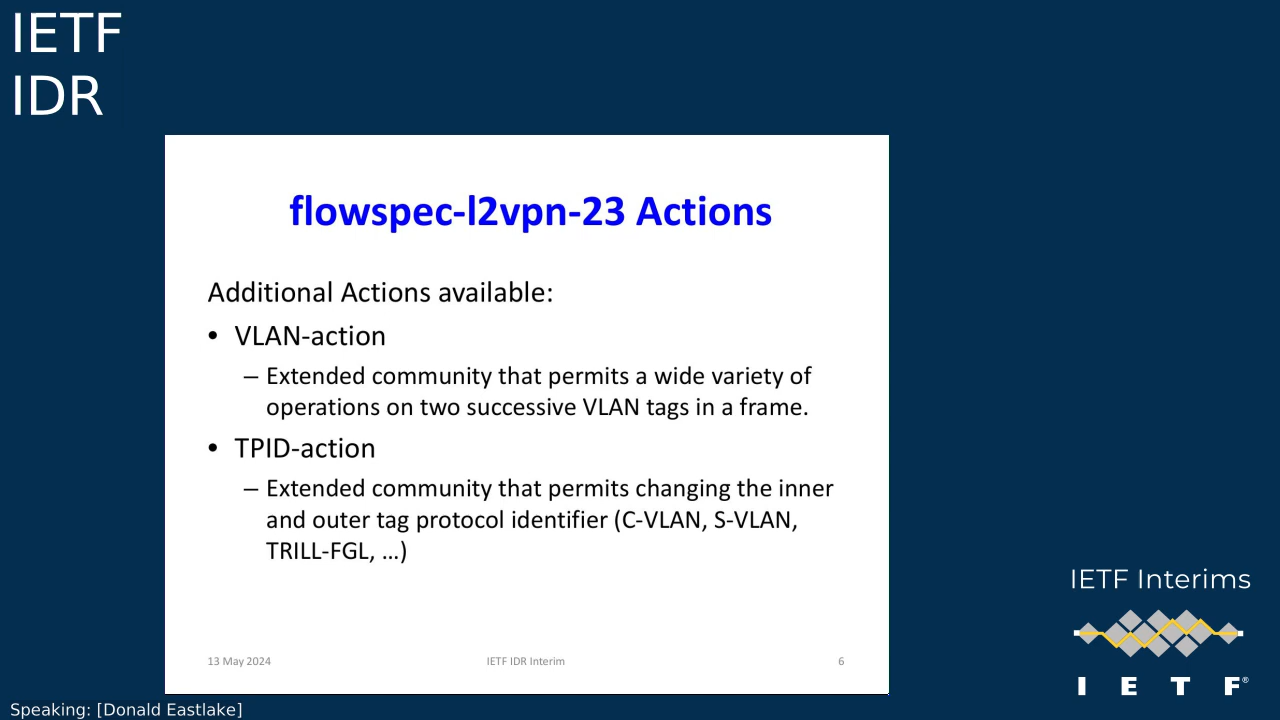 IETF
IDR
flowspec-l2vpn-23 Actions
Additional Actions available:
• VLAN-action
– Extended community that permits a wide variety of
operations on two successive VLAN tags in a frame.
• TPID-action
– Extended community that permits changing the inner
and outer tag protocol identifier (C-VLAN, S-VLAN,
TRILL-FGL, …)
13 May 2024
IETF IDR Interim
6
IETF Interims
I E T F®
Speaking: [Donald Eastlake]